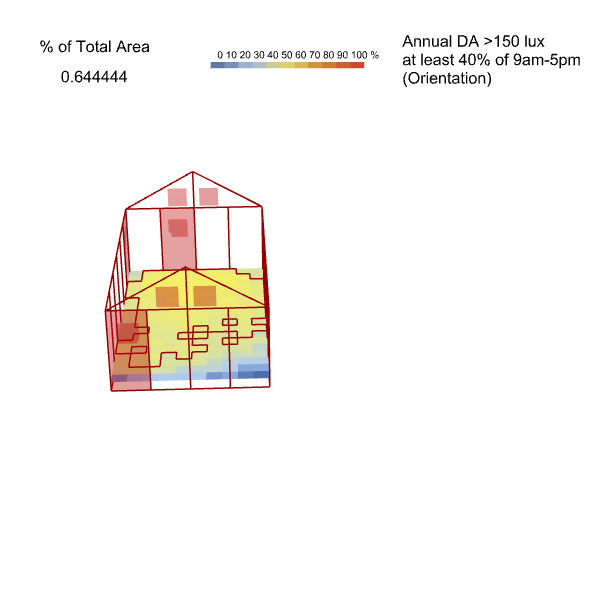 % of Total Area
0.644444
0 10 20 30 40 50 60 70 80 90 100 %
Annual DA >150 lux
at least 40% of 9am-5pm
(Orientation)